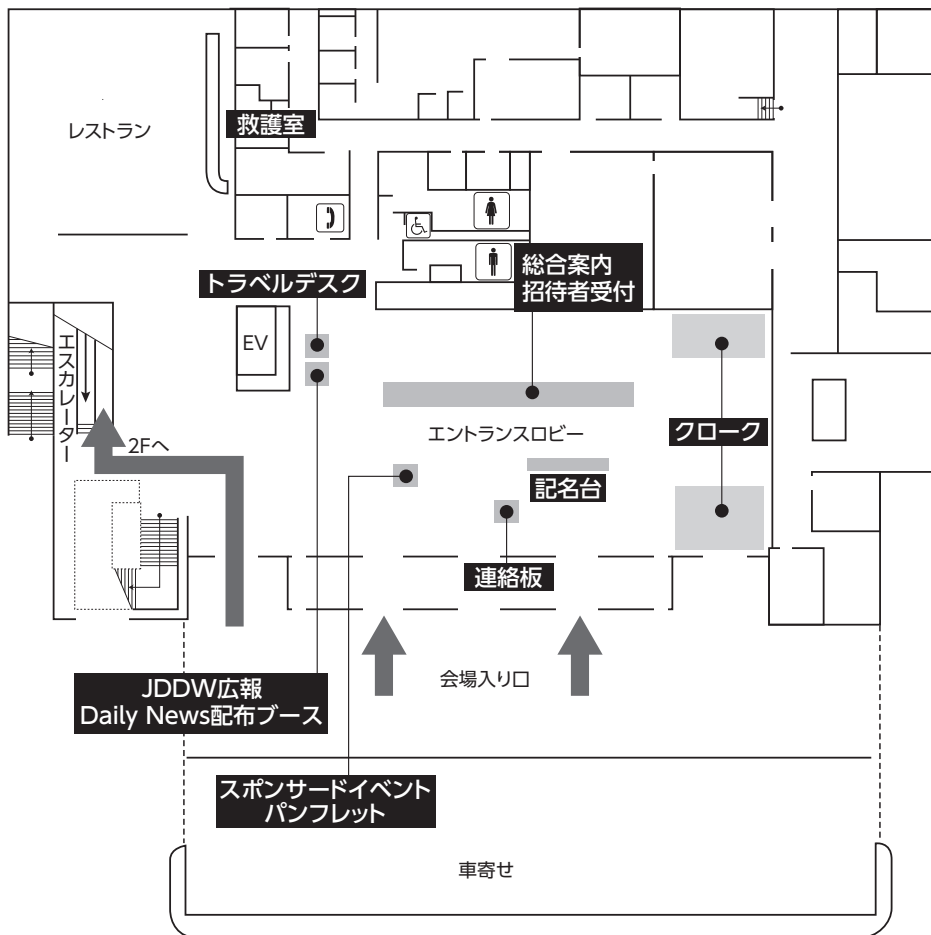 レストラン
救護室
トラベルデスク
総合案内
招待者受付
EV
エスカレーター
2Fへ
エントランスロビー
クローク
記名台
連絡板
会場入り口
JDDW広報
Daily News配布ブース
スポンサードイベント
パンフレット
車寄せ